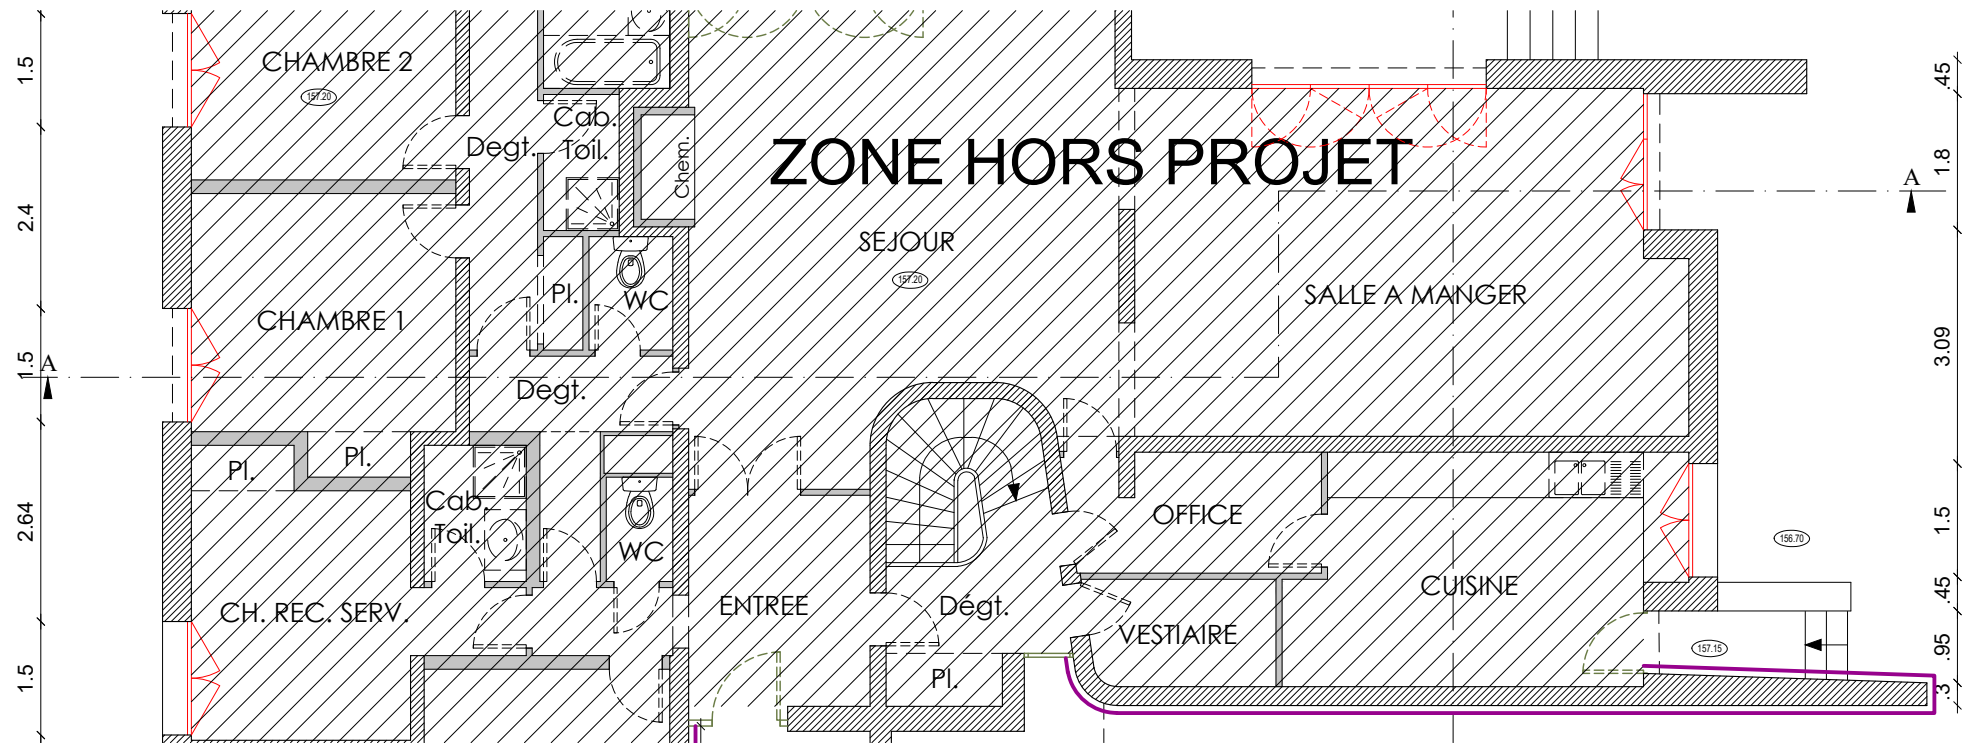 CHAMBRE 2
157.20
Degt.
Cab.
Toil.
Chem.
ZONE HORS PROJET
SEJOUR
157.20
SALLE A MANGER
A
A
CHAMBRE 1
Pl.
WC
Degt.
Pl.
Pl.
Cab.
Toil.
WC
CH. REC. SERV.
ENTREE
Dégt.
Pl.
OFFICE
VESTIAIRE
CUISINE
156.70
157.15
1.5
2.4
1.5
2.64
1.5
.45
1.8
3.09
1.5
.45
.95
.3